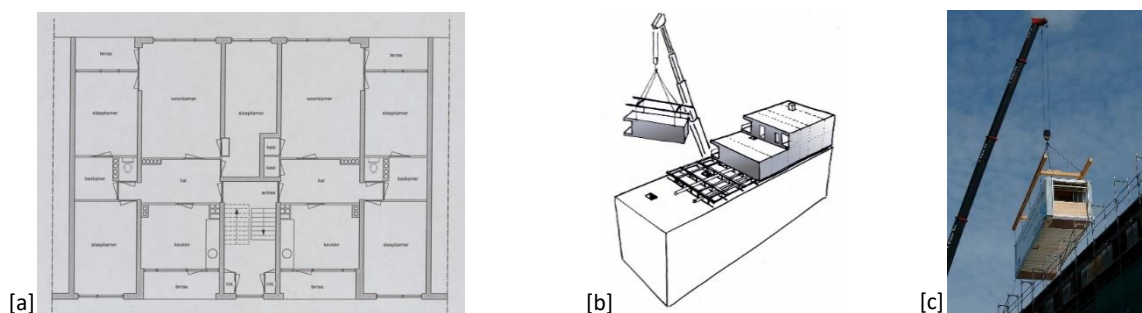 terras
terras
woonkamer
woonkamer
slaapkamer
slaapkamer
slaapkamer
kast
kast
badkamer
hal
hal
badkamer
entree
slaapkamer
keuken
keuken
slaapkamer
terras
terras
[a]
[b]
[c]